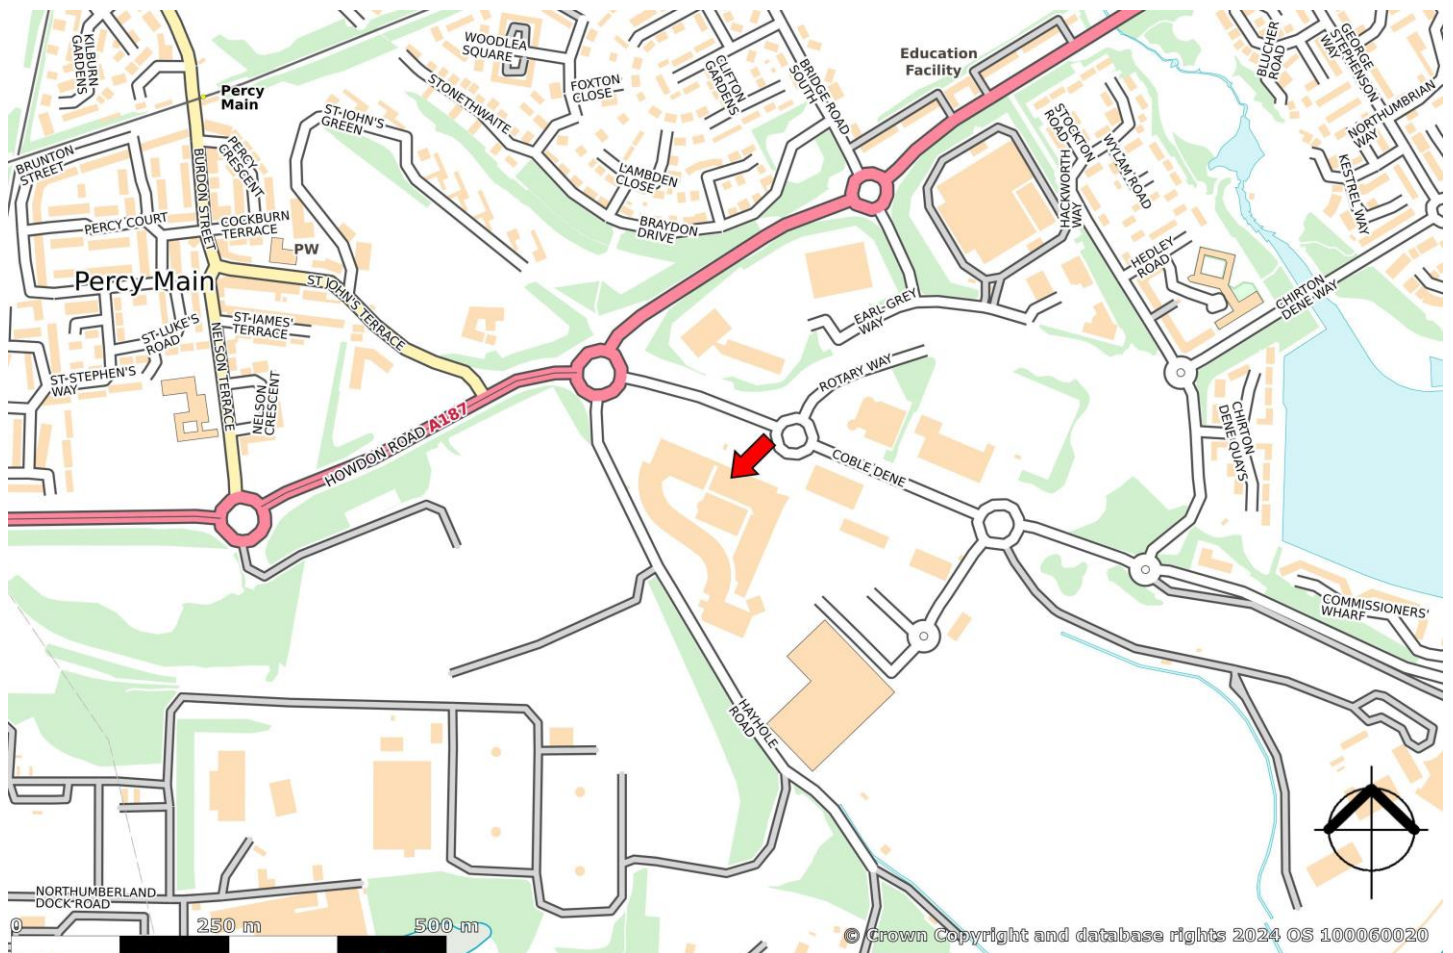 KILBURN
GARDENS
WOODLEA
SQUARE
STONETHWAITE
FOXTON
CLOSE
CLIFTON
GARDENS
BRIDGE ROAD
SOUTH
Education
Facility
BLUCHER
ROAD
GEORGE
STEPHENSON
WAY
NORTHUMBRIAN
WAY
KESTREL WAY
Percy
Main
ST-JOHN'S
GREEN
BRUNTON
STREET
BURDON STREET
PERCY
CRESCENT
LAMBDEN
CLOSE
STOCKTON
ROAD
WYLAM ROAD
HACKWORTH
WAY
PERCY COURT
COCKBURN
TERRACE
BRAYDON
DRIVE
PW
HEDLEY
ROAD
Percy Main
ST JOHN'S TERRACE
EARL-GREY
WAY
CHIRTON
DENE WAY
ST-LUKE'S
ROAD
ST-JAMES'
TERRACE
NELSON TERRACE
ST-STEPHEN'S
WAY
NELSON
CRESCENT
ROTARY WAY
CHIRTON
DENE QUAYS
HOWDON ROAD A187
COBLE DENE
COMMISSIONERS'
WHARF
HAYHOLE
ROAD
NORTHUMBERLAND
DOCK ROAD
0 250 m 500 m
© Crown Copyright and database rights 2024 OS 100060020